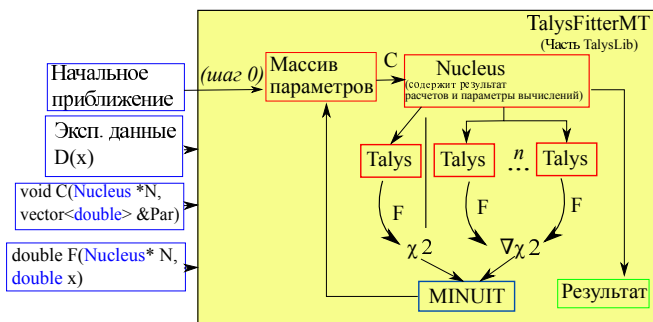 TalysFitterMT
(Часть TalysLib)
Начальное
приближение
(шаг 0)
Массив
параметров
C
Nucleus
(содержит результат
расчетов и параметры вычислений)
Эксп. данные
D(x)
void C(Nucleus *N,
vector<double> &Par)
double F(Nucleus* N,
double x)
Talys
Talys
n
...
Talys
F
F
F
χ2
∇χ2
MINUIT
Результат